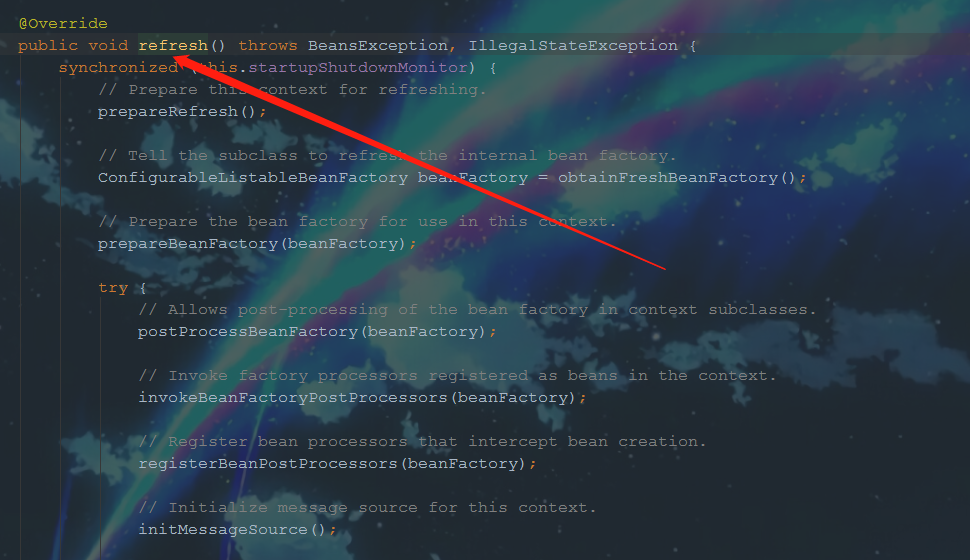 @Override
public void refresh() throws BeansException, IllegalStateException {
synchronized (this.startupShutdownMonitor) {
// Prepare this context for refreshing.
prepareRefresh();
// Tell the subclass to refresh the internal bean factory.
ConfigurableListableBeanFactory beanFactory = obtainFreshBeanFactory();
// Prepare the bean factory for use in this context.
prepareBeanFactory(beanFactory);
try {
// Allows post-processing of the bean factory in context subclasses.
postProcessBeanFactory(beanFactory);
// Invoke factory processors registered as beans in the context.
invokeBeanFactoryPostProcessors(beanFactory);
// Register bean processors that intercept bean creation.
registerBeanPostProcessors(beanFactory);
// Initialize message source for this context.
initMessageSource();